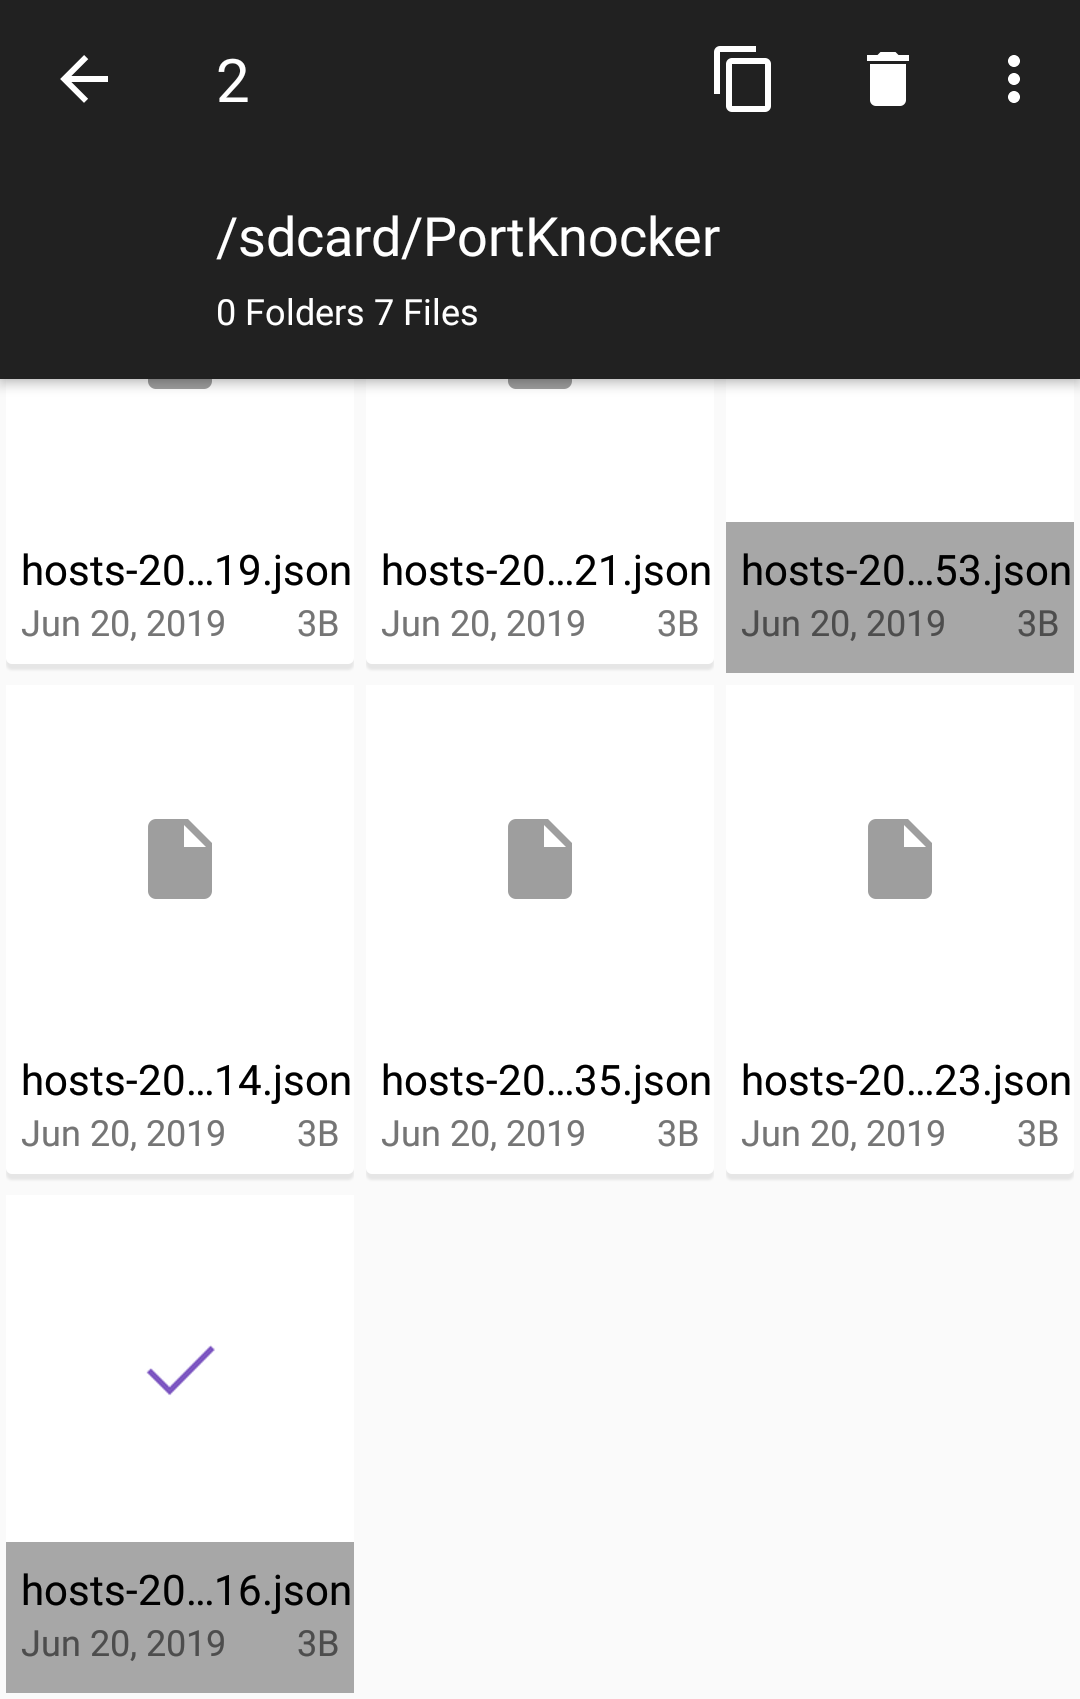 2
/sdcard/PortKnocker
0 Folders 7 Files
hosts-20...19.json hosts-20...21.json hosts-20...53.json
Jun 20, 2019 3B Jun 20, 2019 3B Jun 20, 2019 3B
hosts-20...14.json hosts-20...35.json hosts-20...23.json
Jun 20, 2019 3B Jun 20, 2019 3B Jun 20, 2019 3B
hosts-20...16.json
Jun 20, 2019 3B